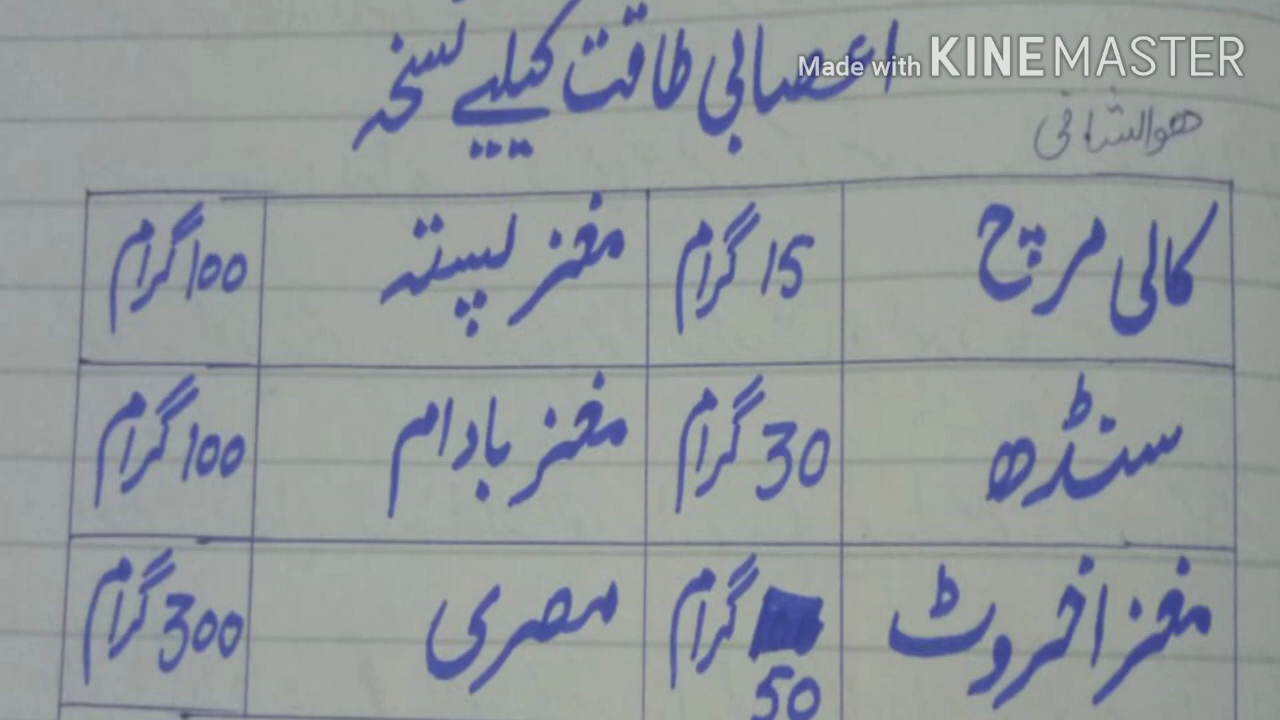 اعصابی طاقت کیلیے نسخہ
Made with KINEMASTER
ھوالشافی
کالی مرچ 15 گرام مغز پستہ 100 گرام
سنڈھ 30 گرام مغز بادام 100 گرام
مغز اخروٹ 50 گرام مصری 300 گرام